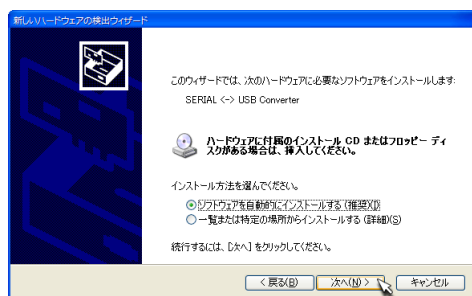 新しいハードウェアの検出ウィザード
このウィザードでは、次のハードウェアに必要なソフトウェアをインストールします:
SERIAL <-> USB Converter
ハードウェアに付属のインストール CD またはフロッピー ディ
スクがある場合は、挿入してください。
インストール方法を選んでください。
ソフトウェアを自動的にインストールする (推奨)(I)
一覧または特定の場所からインストールする (詳細)(S)
続行するには、[次へ] をクリックしてください。
< 戻る(B)
次へ(N) >
キャンセル